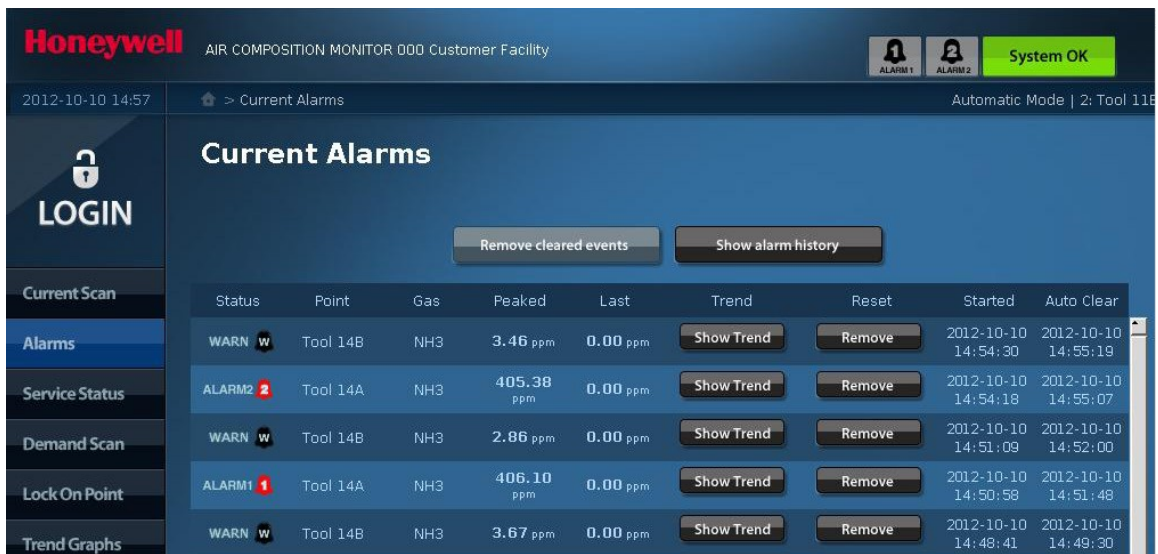 Honeywell
AIR COMPOSITION MONITOR 000 Customer Facility
1
ALARM 1
2
ALARM 2
System OK
2012-10-10 14:57
> Current Alarms
Automatic Mode | 2: Tool 11E
LOGIN
Current Alarms
Remove cleared events
Show alarm history
Current Scan
Alarms
Service Status
Demand Scan
Lock On Point
Trend Graphs
Status Point Gas Peaked Last Trend Reset Started Auto Clear
WARN W Tool 14B NH3 3.46 ppm 0.00 ppm Show Trend Remove 2012-10-10 2012-10-10
14:54:30 14:55:19
ALARM2 2 Tool 14A NH3 405.38 0.00 ppm Show Trend Remove 2012-10-10 2012-10-10
ppm 14:54:18 14:55:07
WARN W Tool 14B NH3 2.86 ppm 0.00 ppm Show Trend Remove 2012-10-10 2012-10-10
14:51:09 14:52:00
ALARM1 1 Tool 14A NH3 406.10 0.00 ppm Show Trend Remove 2012-10-10 2012-10-10
ppm 14:50:58 14:51:48
WARN W Tool 14B NH3 3.67 ppm 0.00 ppm Show Trend Remove 2012-10-10 2012-10-10
14:48:41 14:49:30